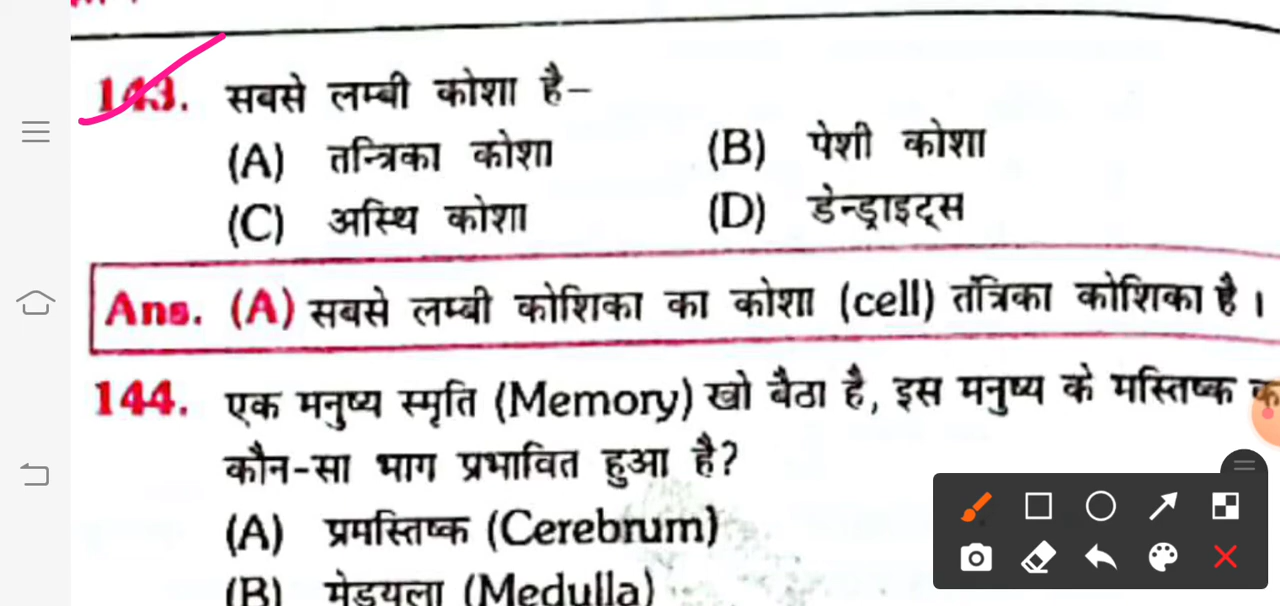 143. सबसे लम्बी कोशा है–
(A) तन्त्रिका कोशा (B) पेशी कोशा
(C) अस्थि कोशा (D) डेन्ड्राइट्स
Ans. (A) सबसे लम्बी कोशिका का कोशा (cell) तंत्रिका कोशिका है।
144. एक मनुष्य स्मृति (Memory) खो बैठा है, इस मनुष्य के मस्तिष्क
कौन-सा भाग प्रभावित हुआ है?
(A) प्रमस्तिष्क (Cerebrum)
(B) मेड्यूला (Medulla)